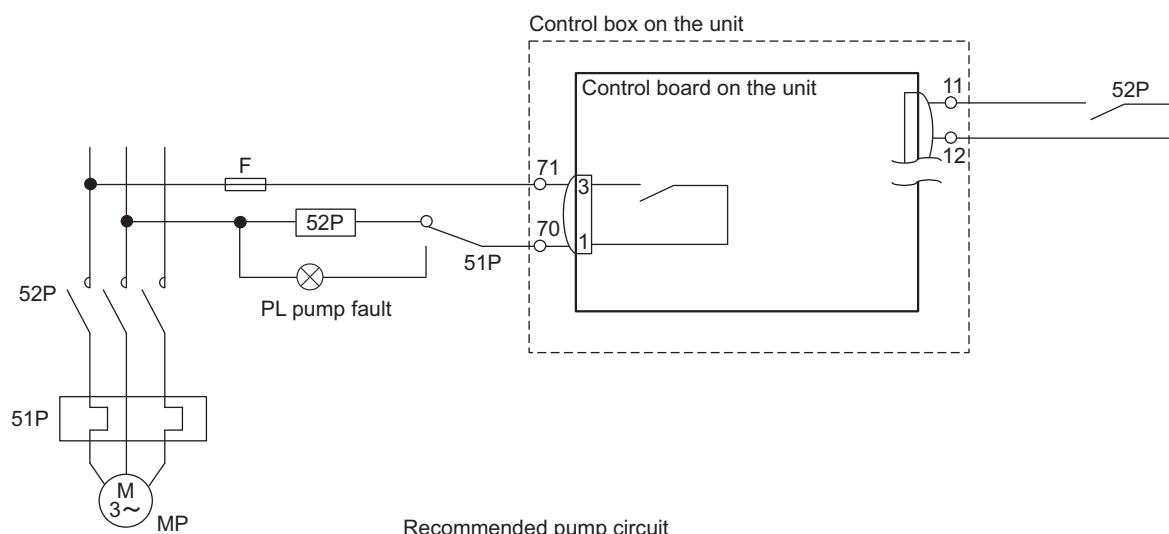 Control box on the unit
Control board on the unit
11
52P
12
F
71
3
52P
70
1
51P
PL pump fault
52P
51P
M
3~
MP
Recommended pump circuit